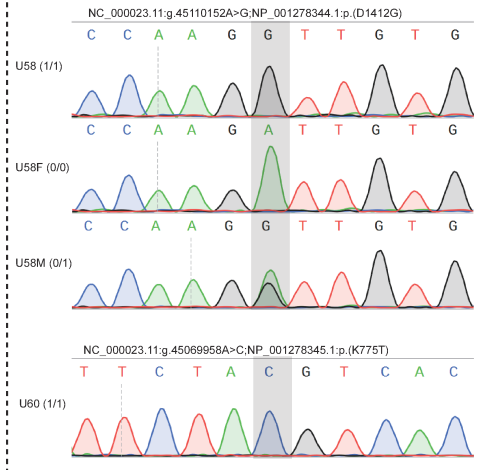 NC_000023.11:g.45110152A>G;NP_001278344.1:p.(D1412G)
C C A A G G T T G T G
U58 (1/1)
C C A A G A T T G T G
U58F (0/0)
C C A A G G T T G T G
U58M (0/1)
NC_000023.11:g.45069958A>C;NP_001278345.1:p.(K775T)
T T C T A C G T C A C
U60 (1/1)